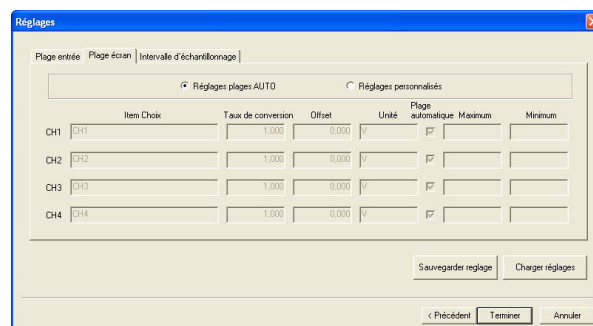 Réglages
Plage entrée Plage écran Intervalle d'échantillonnage
Réglages plages AUTO Réglages personnalisés
Item Choix Taux de conversion Offset Unité Plage automatique Maximum Minimum
CH1 CH1 1,000 0,000 V
CH2 CH2 1,000 0,000 V
CH3 CH3 1,000 0,000 V
CH4 CH4 1,000 0,000 V
Sauvegarder reglage Charger réglages
< Précédent Terminer Annuler